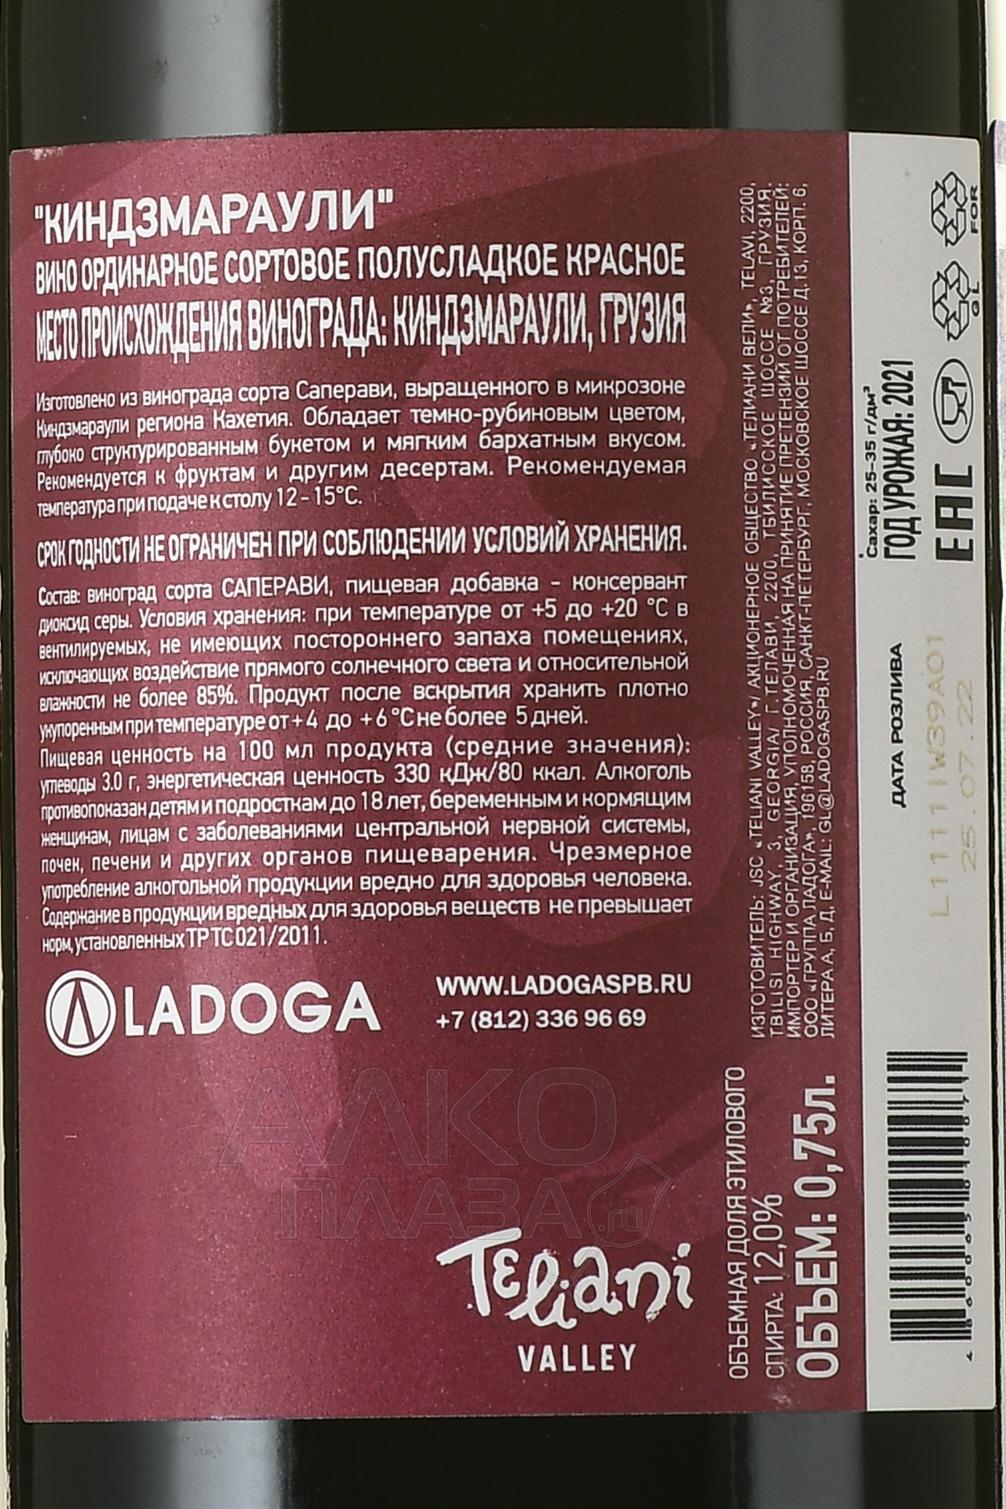 "КИНДЗМАРАУЛИ"
ВИНО ОРДИНАРНОЕ СОРТОВОЕ ПОЛУСЛАДКОЕ КРАСНОЕ
МЕСТО ПРОИСХОЖДЕНИЯ ВИНОГРАДА: КИНДЗМАРАУЛИ, ГРУЗИЯ
Изготовлено из винограда сорта Саперави, выращенного в микрозоне
Киндзмараули региона Кахетия. Обладает темно-рубиновым цветом,
глубоко структурированным букетом и мягким бархатным вкусом.
Рекомендуется к фруктам и другим десертам. Рекомендуемая
температура при подаче к столу 12 - 15°С.
СРОК ГОДНОСТИ НЕ ОГРАНИЧЕН ПРИ СОБЛЮДЕНИИ УСЛОВИЙ ХРАНЕНИЯ.
Состав: виноград сорта САПЕРАВИ, пищевая добавка – консервант
диоксид серы. Условия хранения: при температуре от +5 до +20 °С в
вентилируемых, не имеющих постороннего запаха помещениях,
исключающих воздействие прямого солнечного света и относительной
влажности не более 85%. Продукт после вскрытия хранить плотно
укупоренным при температуре от + 4 до + 6 °С не более 5 дней.
Пищевая ценность на 100 мл продукта (средние значения):
углеводы 3.0 г, энергетическая ценность 330 кДж/80 ккал. Алкоголь
противопоказан детям и подросткам до 18 лет, беременным и кормящим
женщинам, лицам с заболеваниями центральной нервной системы,
почек, печени и других органов пищеварения. Чрезмерное
употребление алкогольной продукции вредно для здоровья человека.
Содержание в продукции вредных для здоровья веществ не превышает
норм, установленных ТР ТС 021/2011.
LADOGA
WWW.LADOGASPB.RU
+7 (812) 336 96 69
АЛКО
ПЛАЗА
.ru
Teliani
VALLEY
ИЗГОТОВИТЕЛЬ: JSC «TELIANI VALLEY»/ АКЦИОНЕРНОЕ ОБЩЕСТВО «ТЕЛИАНИ ВЕЛИ», TELAVI, 2200,
TBILISI HIGHWAY, 3, GEORGIA/ Г. ТЕЛАВИ, 2200, ТБИЛИССКОЕ ШОССЕ №3, ГРУЗИЯ.
ИМПОРТЕР И ОРГАНИЗАЦИЯ, УПОЛНОМОЧЕННАЯ НА ПРИНЯТИЕ ПРЕТЕНЗИЙ ОТ ПОТРЕБИТЕЛЕЙ:
ООО «ГРУППА ЛАДОГА», 196158, РОССИЯ, САНКТ-ПЕТЕРБУРГ, МОСКОВСКОЕ ШОССЕ Д.13, КОРП. 6,
ЛИТЕРА А, Б, Д, E-MAIL: GL@LADOGASPB.RU
ОБЪЕМНАЯ ДОЛЯ ЭТИЛОВОГО
СПИРТА: 12,0%
ОБЪЕМ: 0,75л.
Сахар: 25-35 г/дм³
ГОД УРОЖАЯ: 2021
EAC
GL
FOR
ДАТА РОЗЛИВА
25.07.22